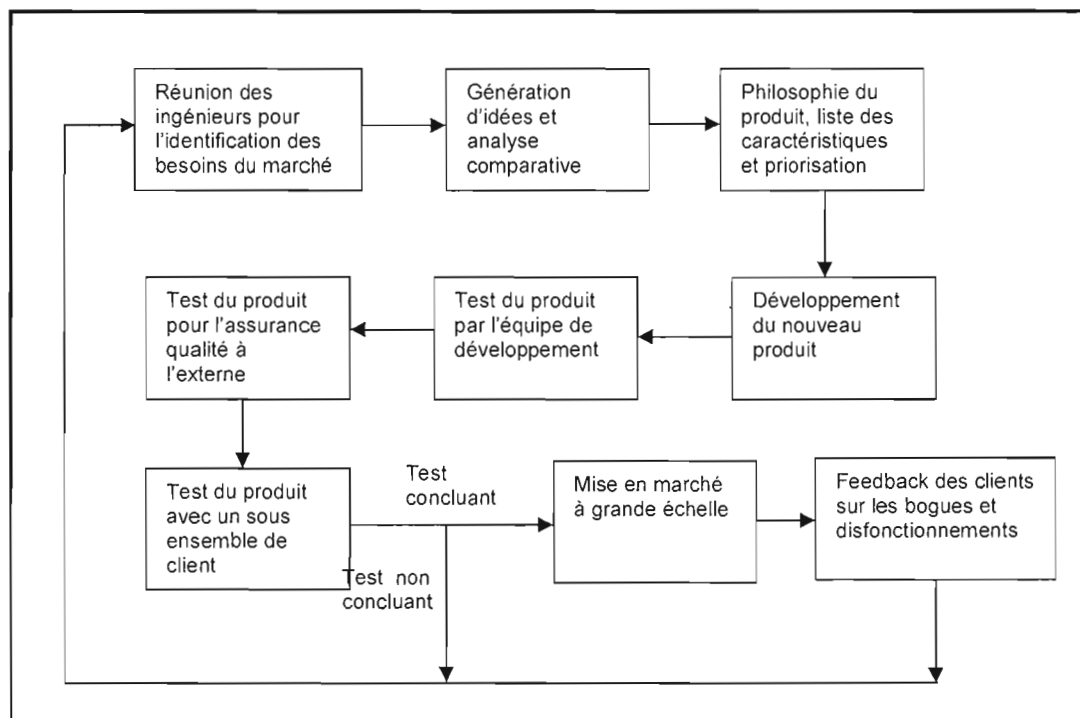 Réunion des
ingénieurs pour
l'identification des
besoins du marché
Génération
d'idées et
analyse
comparative
Philosophie du
produit, liste des
caractéristiques
et priorisation
Développement
du nouveau
produit
Test du produit
par l'équipe de
développement
Test du produit
pour l'assurance
qualité à
l'externe
Test du produit
avec un sous
ensemble de
client
Test
concluant
Test non
concluant
Mise en marché
à grande échelle
Feedback des clients
sur les bogues et
disfonctionnements